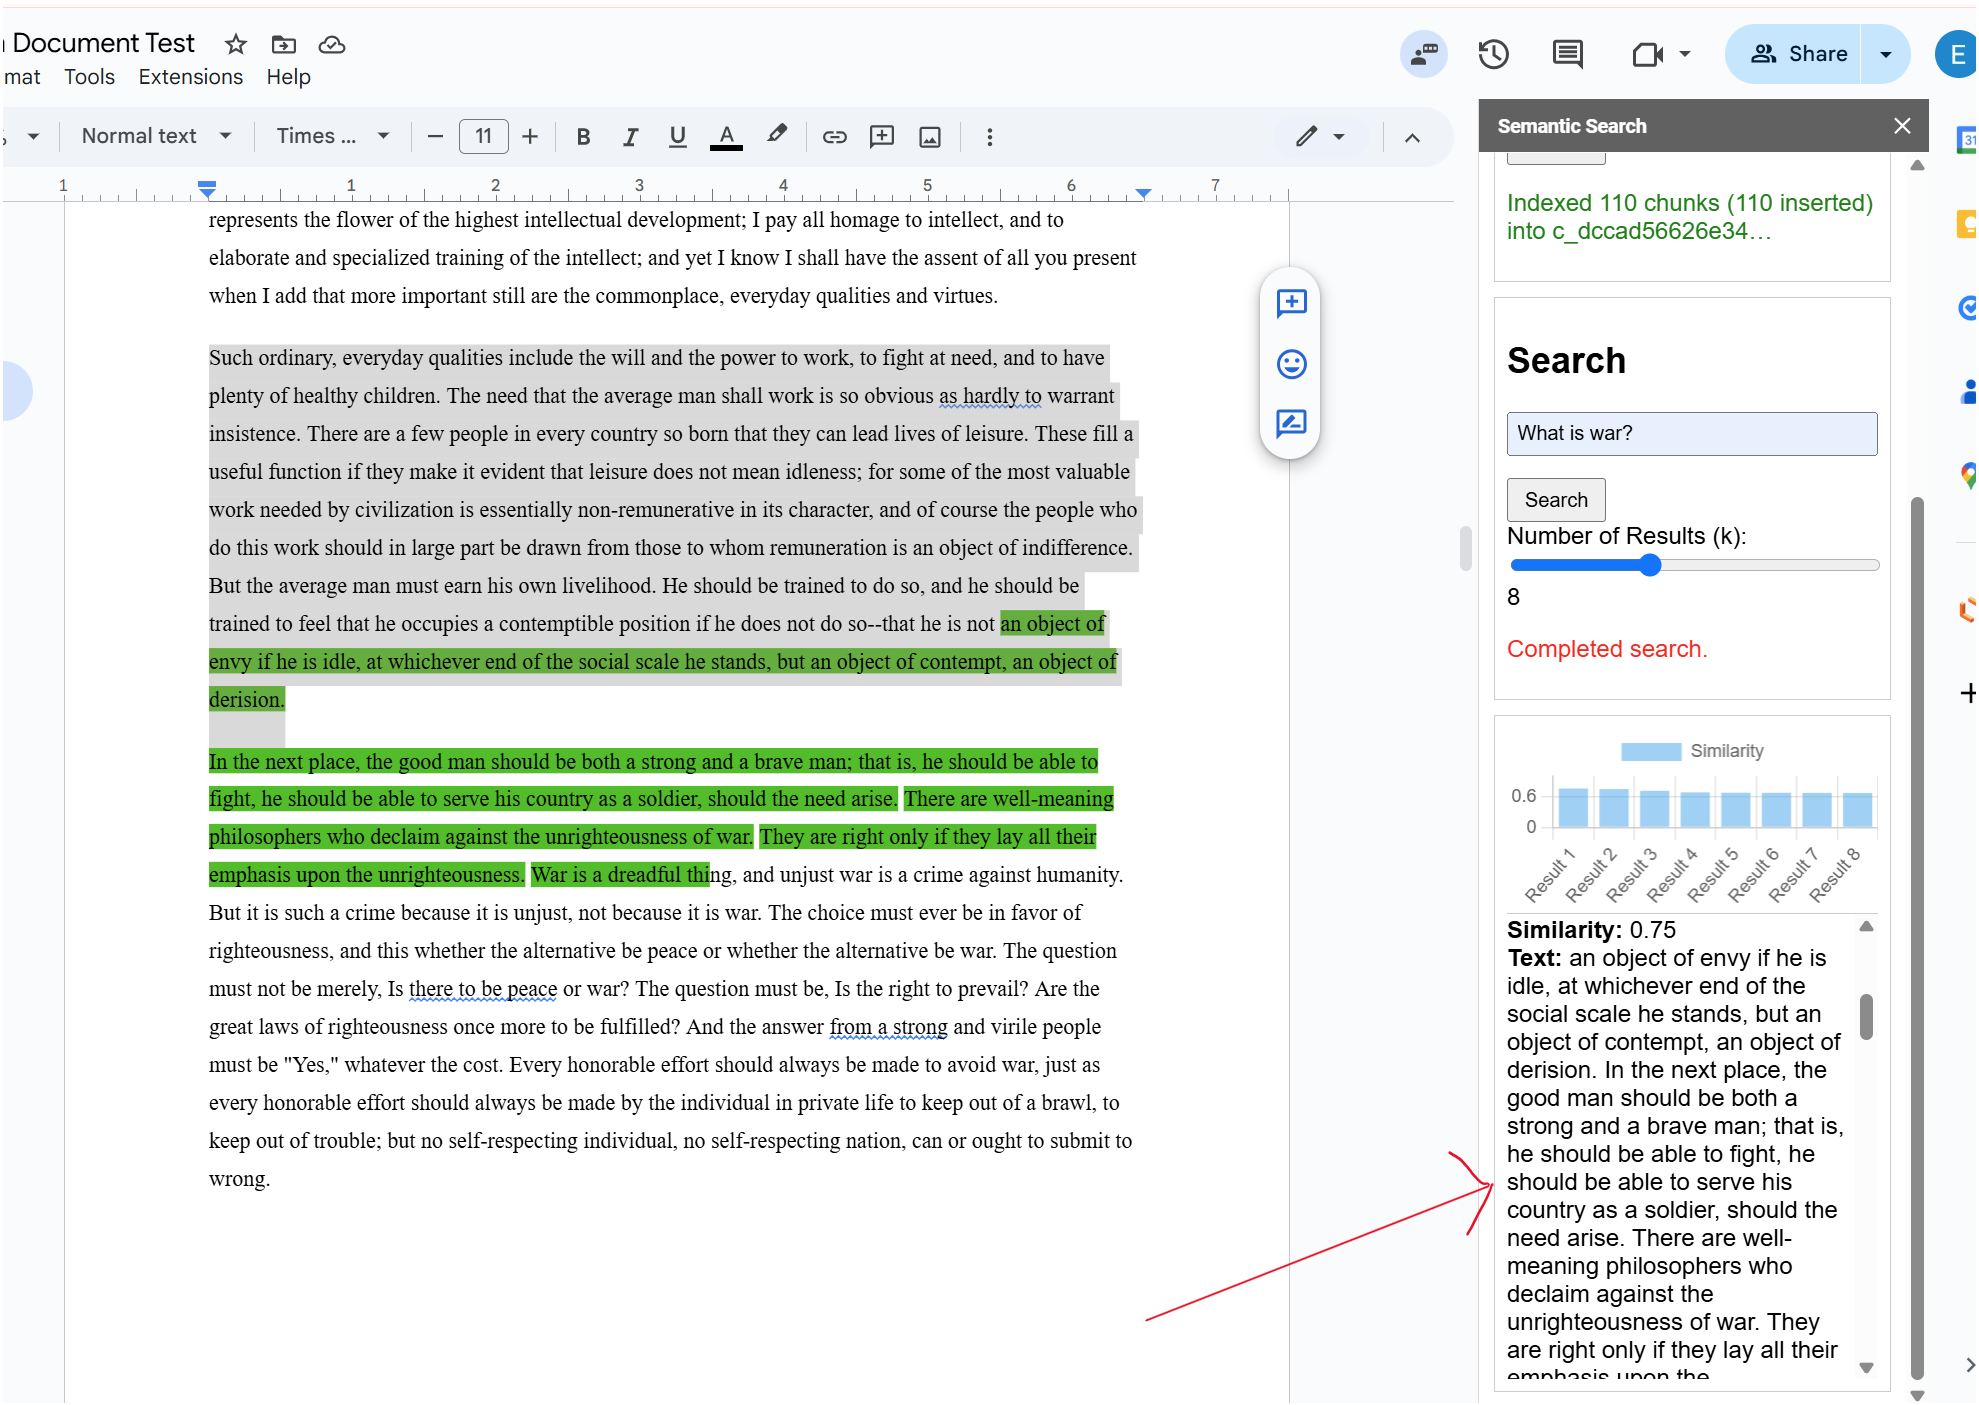 Document Test
mat Tools Extensions Help
Share
E
Normal text
Times ...
11
B I U A
Semantic Search
31
1 1 2 3 4 5 6 7
Indexed 110 chunks (110 inserted)
into c_dccad56626e34...
represents the flower of the highest intellectual development; I pay all homage to intellect, and to
elaborate and specialized training of the intellect; and yet I know I shall have the assent of all you present
when I add that more important still are the commonplace, everyday qualities and virtues.
Such ordinary, everyday qualities include the will and the power to work, to fight at need, and to have
plenty of healthy children. The need that the average man shall work is so obvious as hardly to warrant
insistence. There are a few people in every country so born that they can lead lives of leisure. These fill a
useful function if they make it evident that leisure does not mean idleness; for some of the most valuable
work needed by civilization is essentially non-remunerative in its character, and of course the people who
do this work should in large part be drawn from those to whom remuneration is an object of indifference.
But the average man must earn his own livelihood. He should be trained to do so, and he should be
trained to feel that he occupies a contemptible position if he does not do so--that he is not an object of
envy if he is idle, at whichever end of the social scale he stands, but an object of contempt, an object of
derision.
In the next place, the good man should be both a strong and a brave man; that is, he should be able to
fight, he should be able to serve his country as a soldier, should the need arise. There are well-meaning
philosophers who declaim against the unrighteousness of war. They are right only if they lay all their
emphasis upon the unrighteousness. War is a dreadful thing, and unjust war is a crime against humanity.
But it is such a crime because it is unjust, not because it is war. The choice must ever be in favor of
righteousness, and this whether the alternative be peace or whether the alternative be war. The question
must not be merely, Is there to be peace or war? The question must be, Is the right to prevail? Are the
great laws of righteousness once more to be fulfilled? And the answer from a strong and virile people
must be "Yes," whatever the cost. Every honorable effort should always be made to avoid war, just as
every honorable effort should always be made by the individual in private life to keep out of a brawl, to
keep out of trouble; but no self-respecting individual, no self-respecting nation, can or ought to submit to
wrong.
Search
What is war?
Search
Number of Results (k):
8
Completed search.
Similarity
0.6
0
Result 1
Result 2
Result 3
Result 4
Result 5
Result 6
Result 7
Result 8
Similarity: 0.75
Text: an object of envy if he is
idle, at whichever end of the
social scale he stands, but an
object of contempt, an object of
derision. In the next place, the
good man should be both a
strong and a brave man; that is,
he should be able to fight, he
should be able to serve his
country as a soldier, should the
need arise. There are well-
meaning philosophers who
declaim against the
unrighteousness of war. They
are right only if they lay all their
emphasis upon the